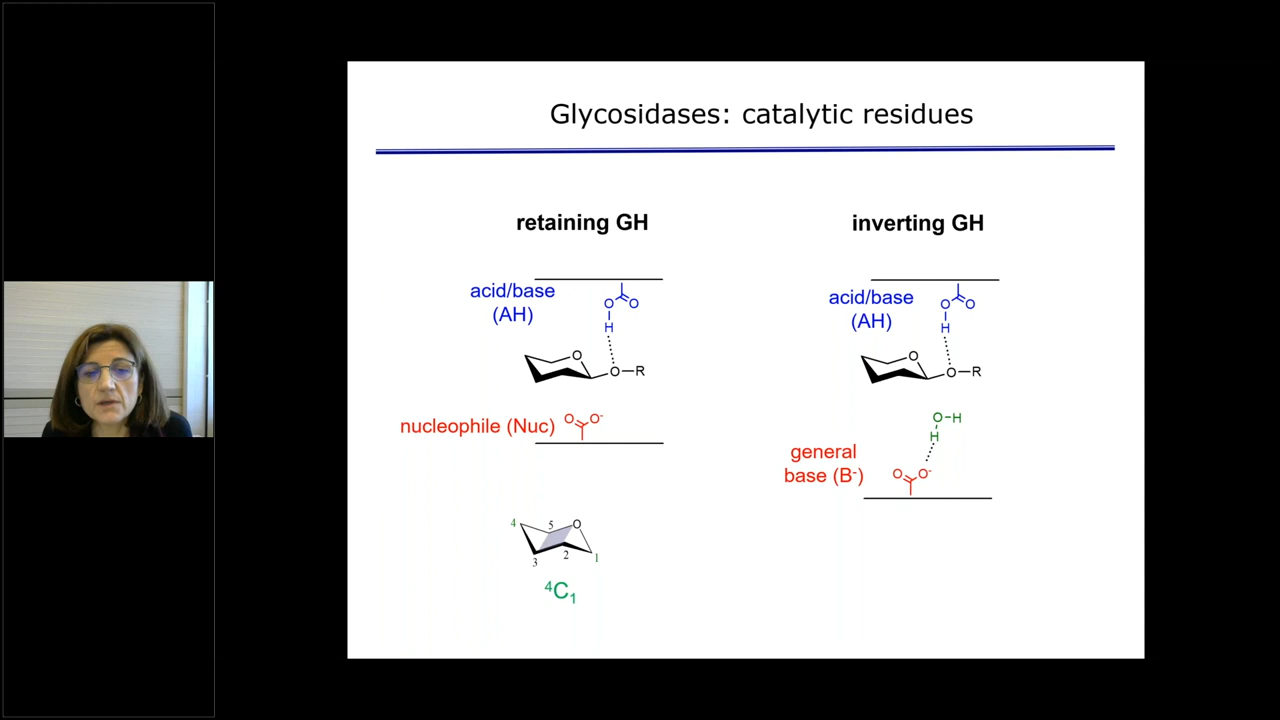 Glycosidases: catalytic residues
retaining GH
acid/base
(AH)
O
O
H
O
O–R
nucleophile (Nuc)
O
O-
4
5
O
3
2
1
⁴C₁
inverting GH
acid/base
(AH)
O
O
H
O
O–R
O–H
H
general
base (B-)
O
O-